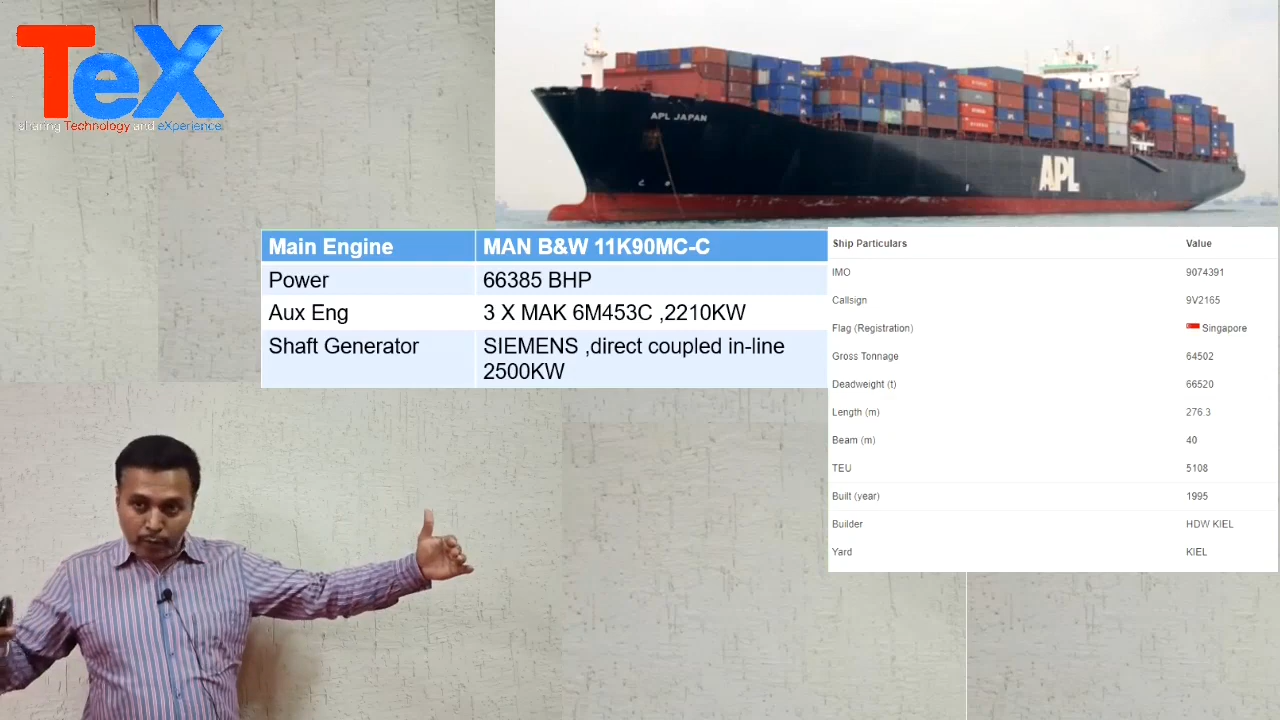 TeX
sharing Technology and eXperience
APL JAPAN
APL
Main Engine MAN B&W 11K90MC-C
Power 66385 BHP
Aux Eng 3 X MAK 6M453C ,2210KW
Shaft Generator SIEMENS ,direct coupled in-line
2500KW
Ship Particulars Value
IMO 9074391
Callsign 9V2165
Flag (Registration) Singapore
Gross Tonnage 64502
Deadweight (t) 66520
Length (m) 276.3
Beam (m) 40
TEU 5108
Built (year) 1995
Builder HDW KIEL
Yard KIEL